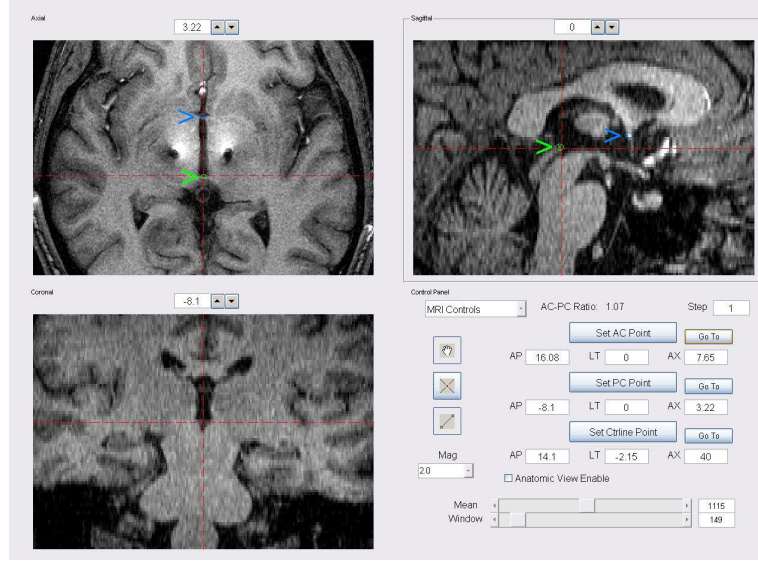 Axial
3.22
Sagittal
0
Coronal
-8.1
Control Panel
MRI Controls
AC-PC Ratio: 1.07
Step 1
Set AC Point
Go To
AP 16.08 LT 0 AX 7.65
Set PC Point
Go To
AP -8.1 LT 0 AX 3.22
Set Ctrline Point
Go To
Mag
AP 14.1 LT -2.15 AX 40
2.0
Anatomic View Enable
Mean 1115
Window 149